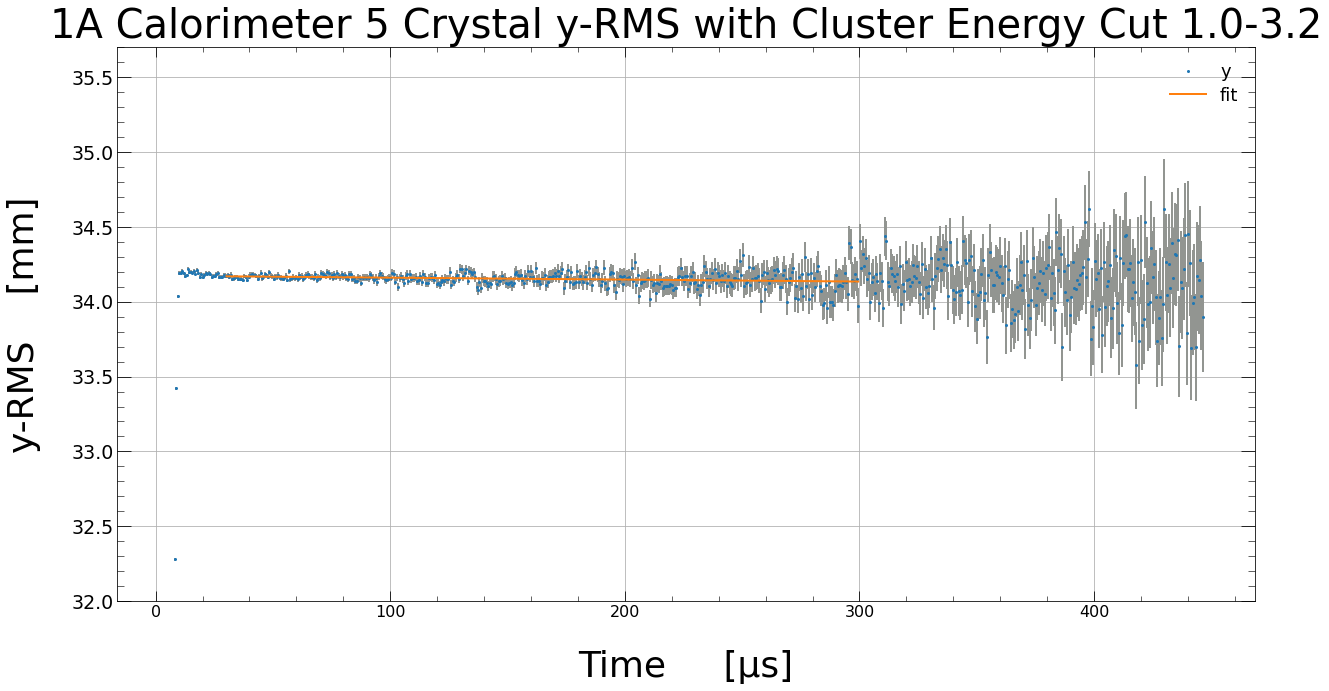 1A Calorimeter 5 Crystal y-RMS with Cluster Energy Cut 1.0-3.2
y
fit
35.5
35.0
34.5
34.0
33.5
33.0
32.5
32.0
y-RMS [mm]
0 100 200 300 400
Time [µs]